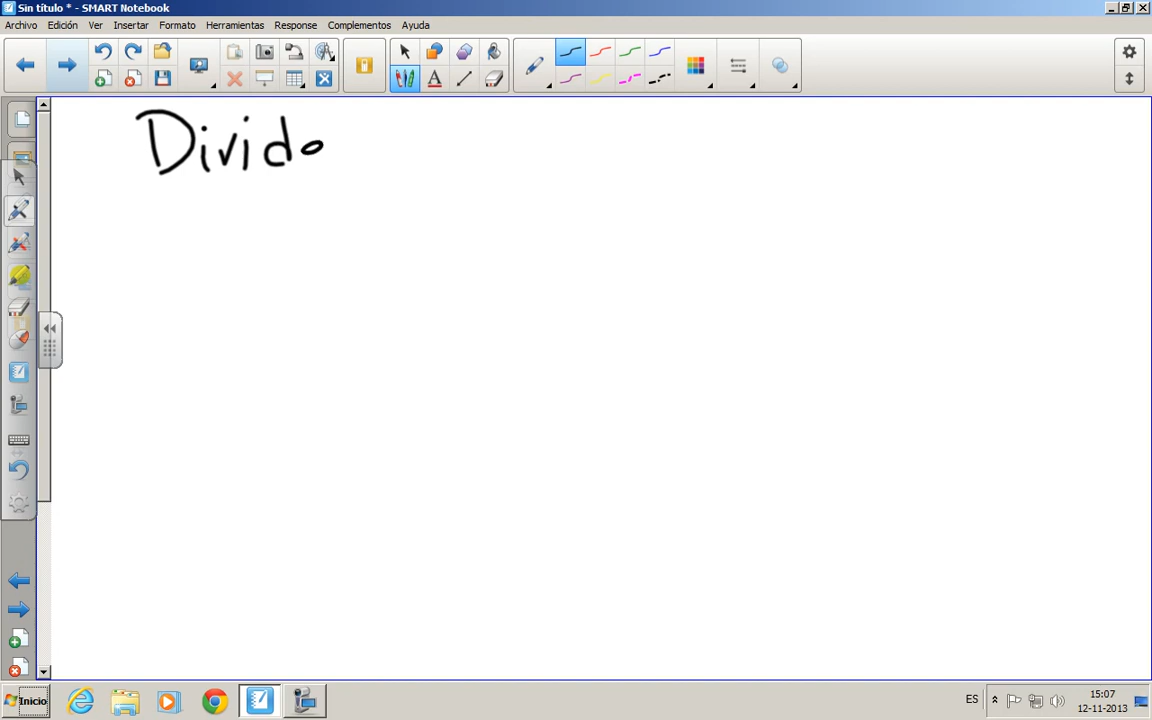 Sin título * - SMART Notebook
Archivo Edición Ver Insertar Formato Herramientas Response Complementos Ayuda
Divido
Inicio
ES
15:07
12-11-2013